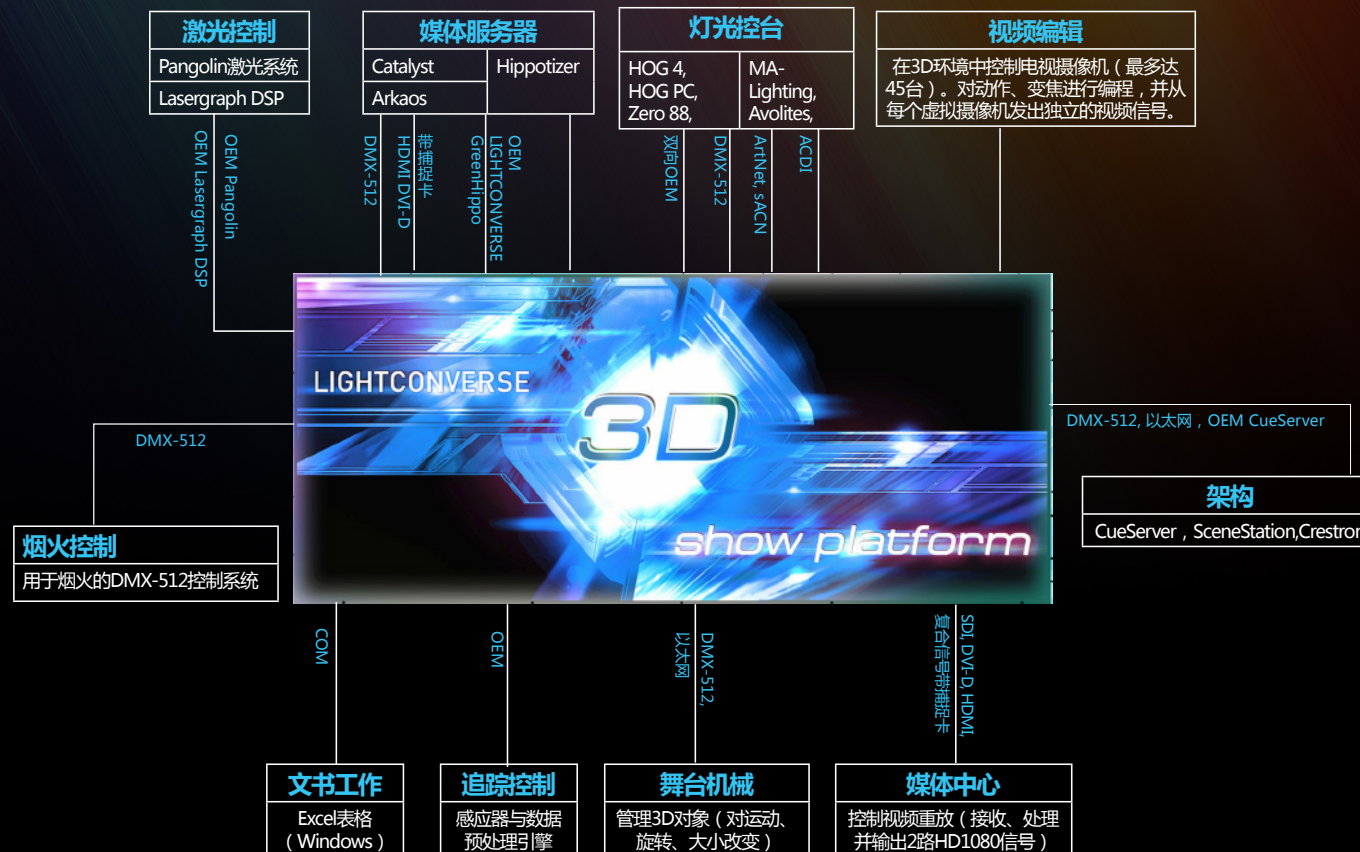 激光控制
Pangolin激光系统
Lasergraph DSP
媒体服务器
Catalyst
Arkaos
Hippotizer
灯光控台
HOG 4,
HOG PC,
Zero 88,
MA-
Lighting,
Avolites,
视频编辑
在3D环境中控制电视摄像机（最多达
45台）。对动作、变焦进行编程，并从
每个虚拟摄像机发出独立的视频信号。
OEM Pangolin
OEM Lasergraph DSP
DMX-512
带捕捉卡
HDMI DVI-D
OEM
LIGHTCONVERSE
GreenHippo
双向OEM
DMX-512
ArtNet, sACN
ACDI
LIGHTCONVERSE
3D
show platform
DMX-512
烟火控制
用于烟火的DMX-512控制系统
DMX-512, 以太网，OEM CueServer
架构
CueServer，SceneStation,Crestron
COM
OEM
DMX-512,
以太网
SDI, DVI-D, HDMI,
复合信号带捕捉卡
文书工作
Excel表格
（Windows）
追踪控制
感应器与数据
预处理引擎
舞台机械
管理3D对象（对运动、
旋转、大小改变）
媒体中心
控制视频重放（接收、处理
并输出2路HD1080信号）